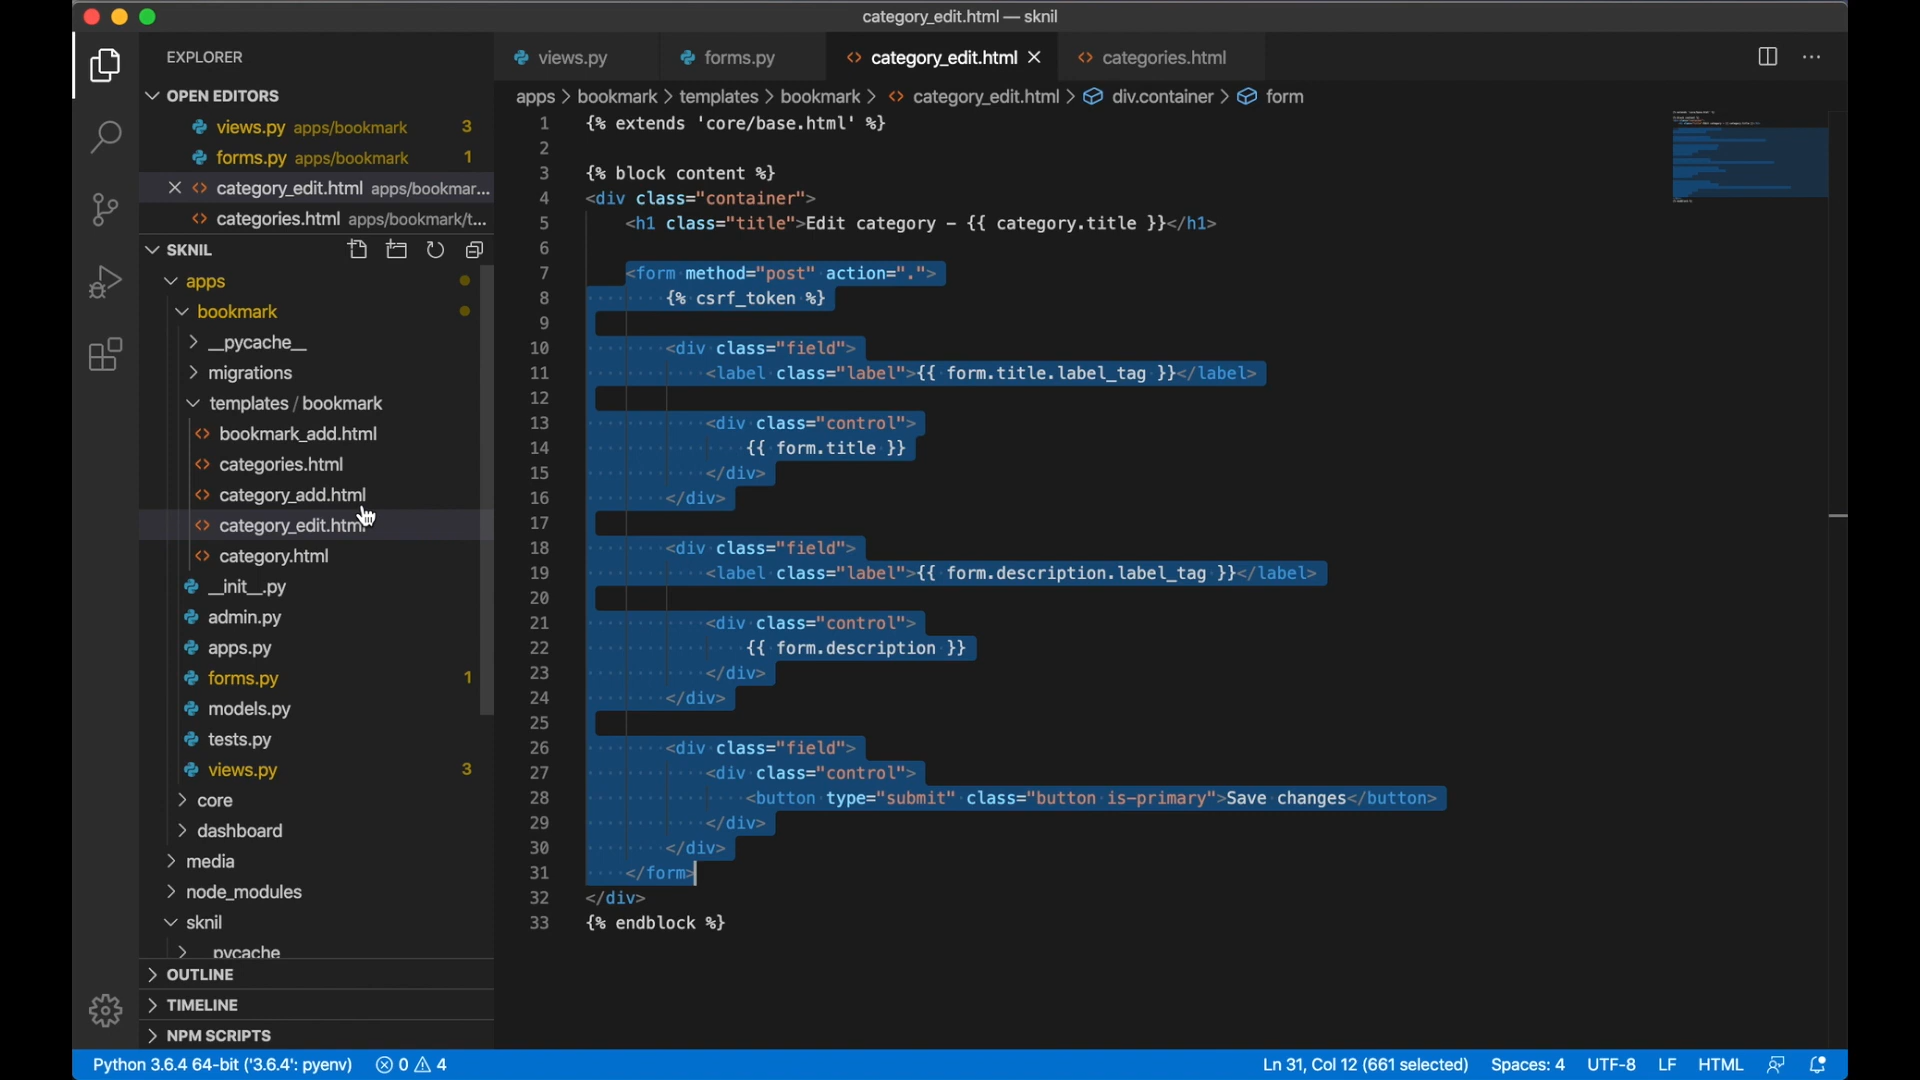 category_edit.html — sknil
EXPLORER
OPEN EDITORS
views.py apps/bookmark 3
forms.py apps/bookmark 1
category_edit.html apps/bookmar...
categories.html apps/bookmark/t...
SKNIL
apps
bookmark
__pycache__
migrations
templates / bookmark
bookmark_add.html
categories.html
category_add.html
category_edit.html
category.html
__init__.py
admin.py
apps.py
forms.py 1
models.py
tests.py
views.py 3
core
dashboard
media
node_modules
sknil
pycache
OUTLINE
TIMELINE
NPM SCRIPTS
views.py forms.py category_edit.html categories.html
apps > bookmark > templates > bookmark > category_edit.html > div.container > form
1 {% extends 'core/base.html' %}
2
3 {% block content %}
4 <div class="container">
5 <h1 class="title">Edit category - {{ category.title }}</h1>
6
7 <form method="post" action=".">
8 {% csrf_token %}
9
10 <div class="field">
11 <label class="label">{{ form.title.label_tag }}</label>
12
13 <div class="control">
14 {{ form.title }}
15 </div>
16 </div>
17
18 <div class="field">
19 <label class="label">{{ form.description.label_tag }}</label>
20
21 <div class="control">
22 {{ form.description }}
23 </div>
24 </div>
25
26 <div class="field">
27 <div class="control">
28 <button type="submit" class="button is-primary">Save changes</button>
29 </div>
30 </div>
31 </form>
32 </div>
33 {% endblock %}
Python 3.6.4 64-bit ('3.6.4': pyenv) 0 4 Ln 31, Col 12 (661 selected) Spaces: 4 UTF-8 LF HTML